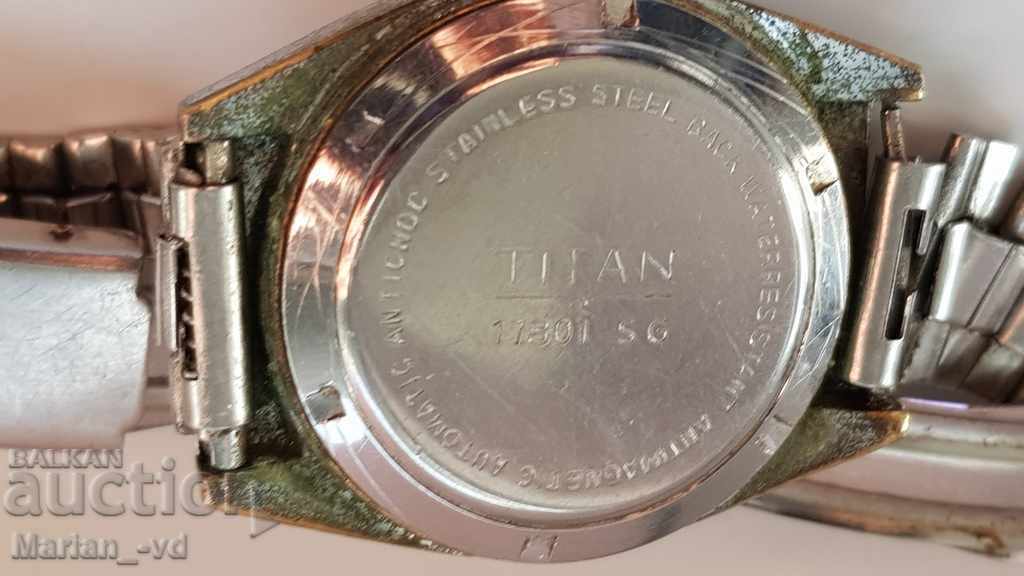 STAINLESS STEEL BACK WATERRESISTANT ANTIMAGNETIC AUTOMATIC ANTICHOC
TITAN
17301 SG
BALKAN
auction
Marian_-vd